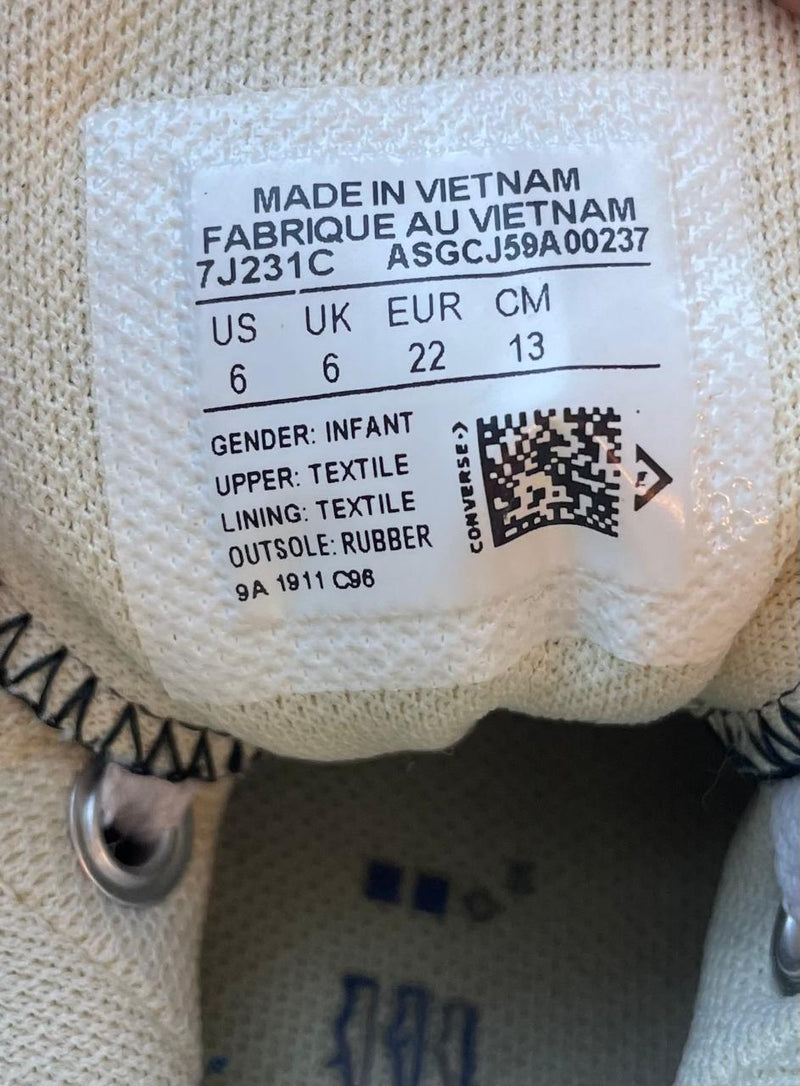 MADE IN VIETNAM
FABRIQUE AU VIETNAM
7J231C ASGCJ59A00237
US UK EUR CM
6 6 22 13
GENDER: INFANT
UPPER: TEXTILE
LINING: TEXTILE
OUTSOLE: RUBBER
9A 1911 C96
CONVERSE